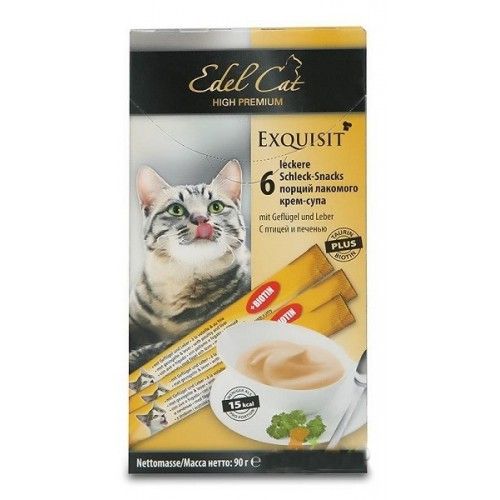 Edel Cat
HIGH PREMIUM
EXQUISIT
6 leckere
Schleck-Snacks
порций лакомого
крем-супа
mit Geflügel und Leber
С птицей и печенью
TAURIN
PLUS
BIOTIN
+ BIOTIN
+ BIOTIN
15 kcal
Nettomasse/Масса нетто: 90 г e